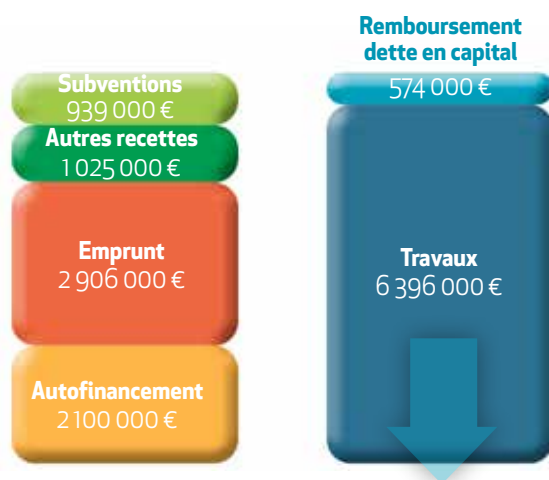 Subventions
939 000 €
Autres recettes
1 025 000 €
Emprunt
2 906 000 €
Autofinancement
2 100 000 €
Remboursement
dette en capital
574 000 €
Travaux
6 396 000 €